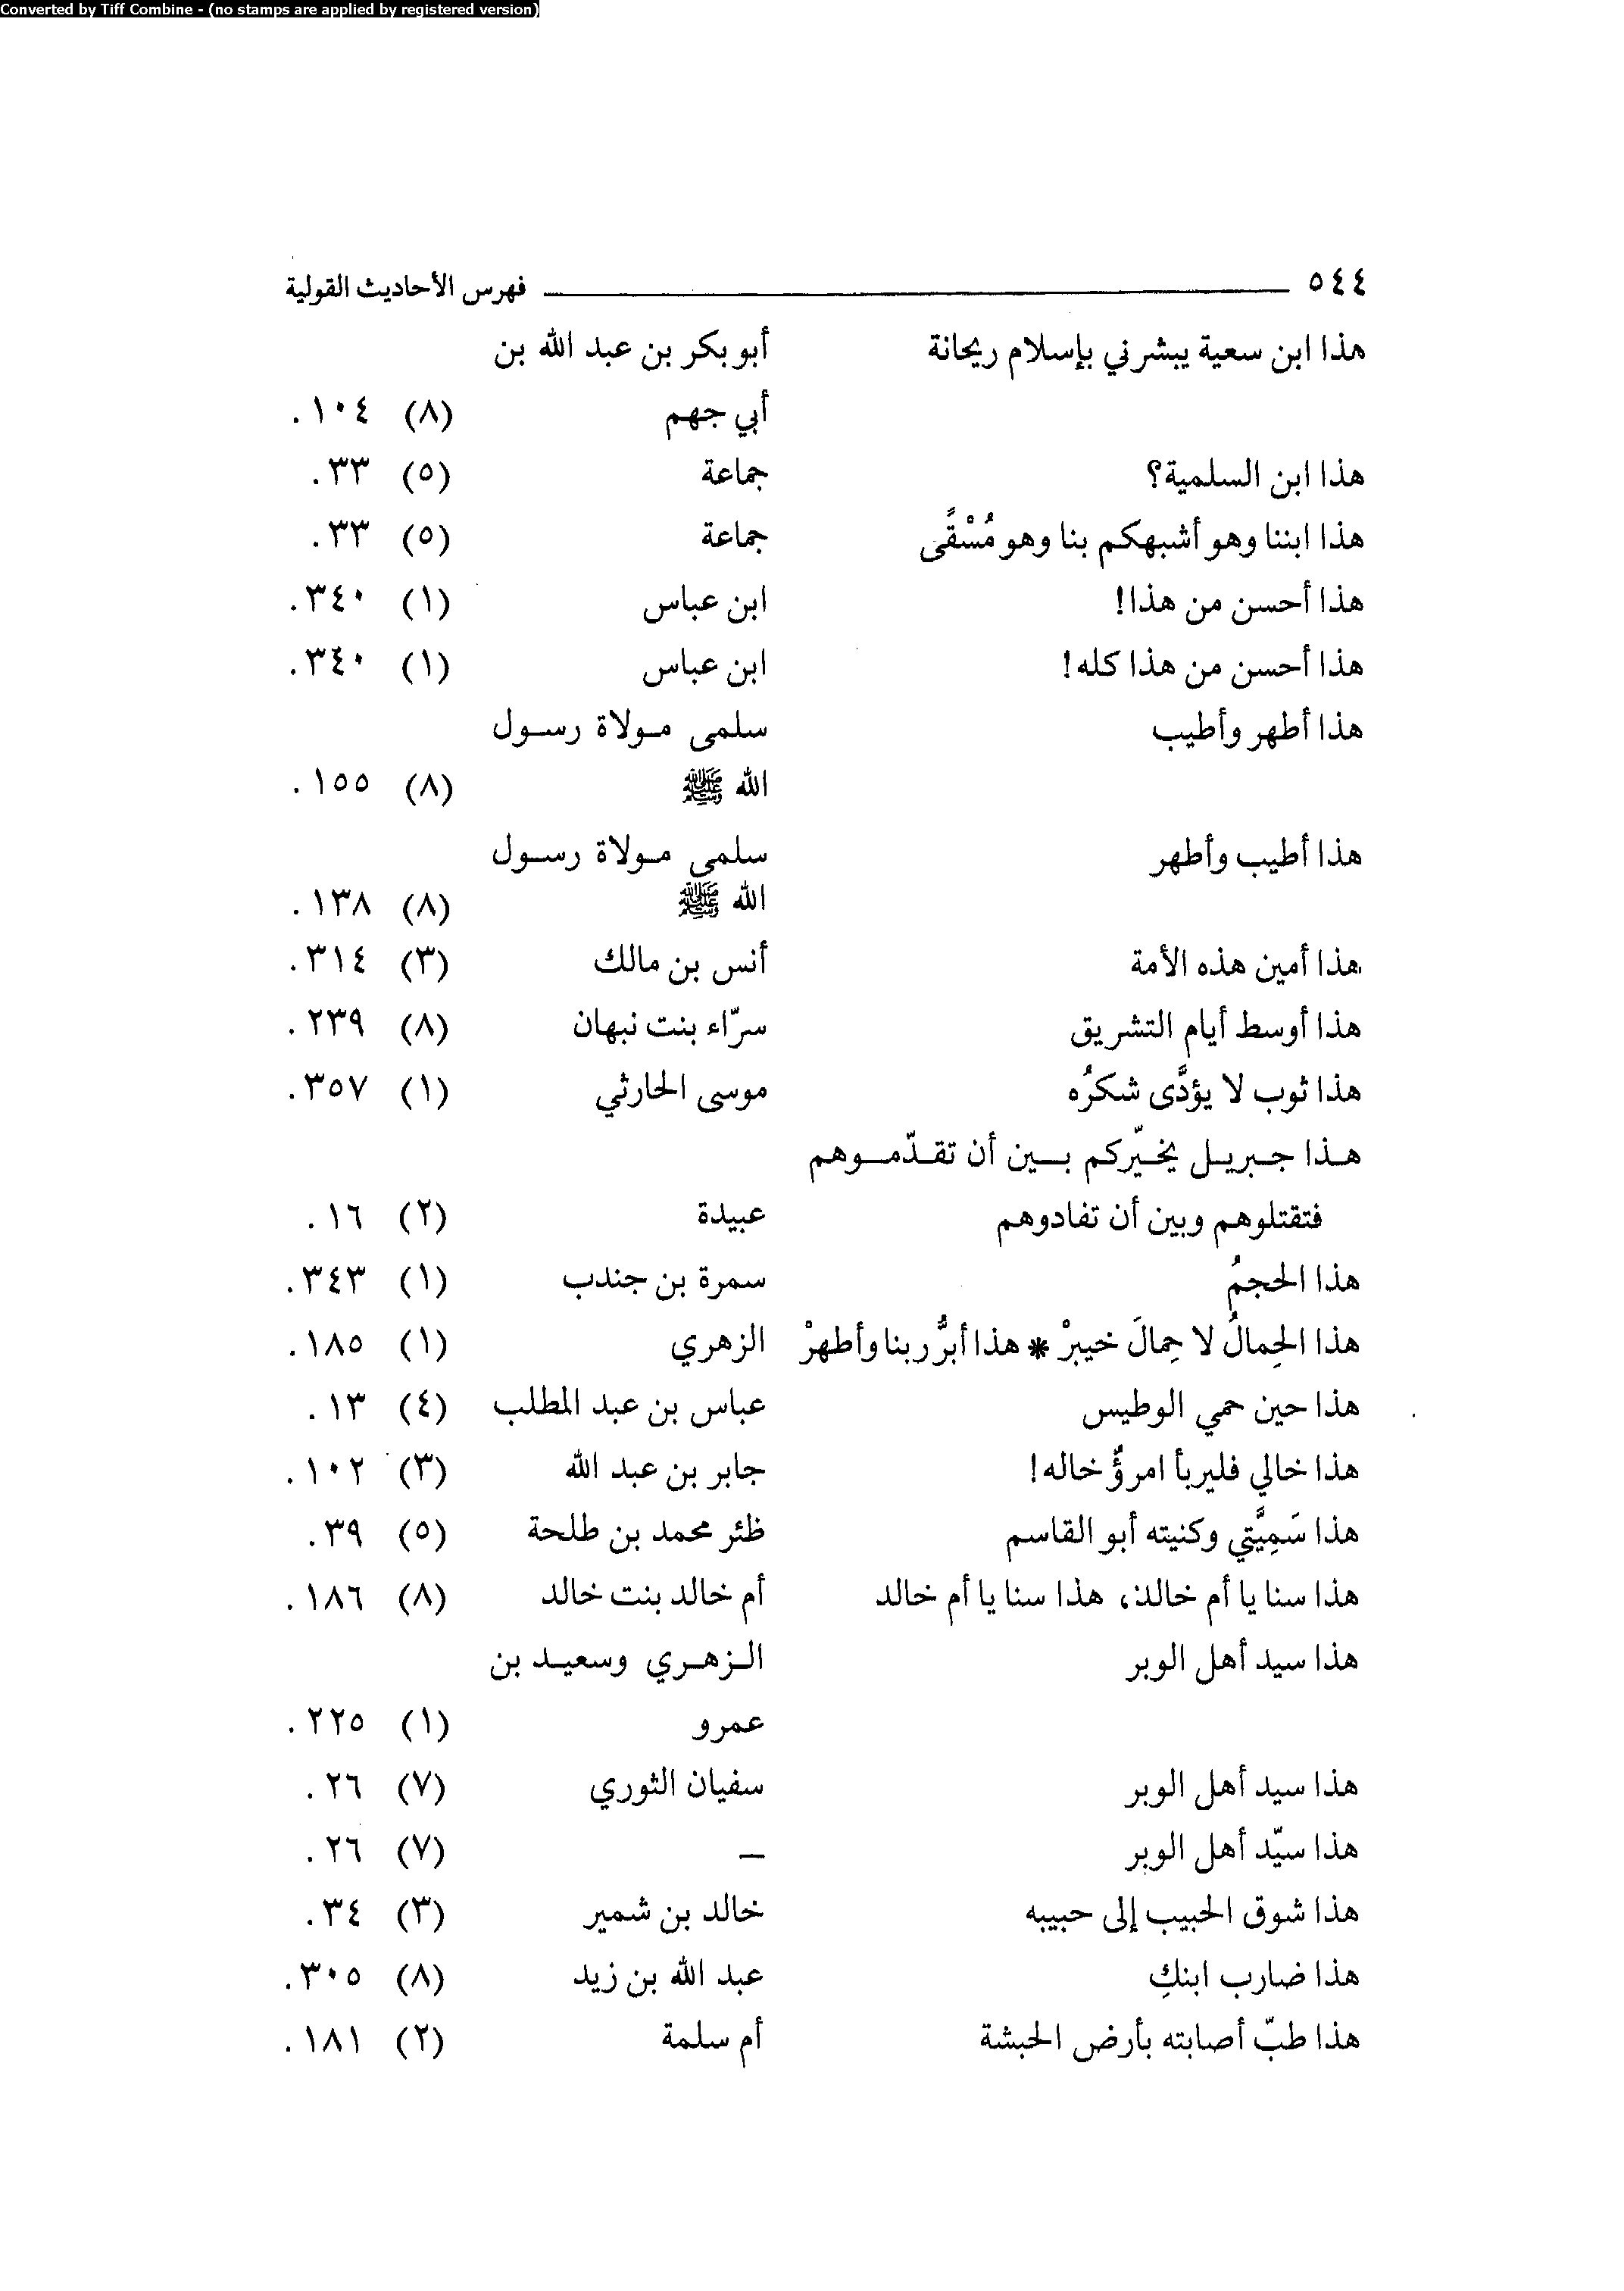 Converted by Tiff Combine - (no stamps are applied by registered version)
٥٤٤ فهرس الأحاديث القولية
هذا ابن سعية يبشرني بإسلام ريحانة أبو بكر بن عبد الله بن
أبي جهم (٨) ١٠٤.
هذا ابن السلمية؟ جماعة (٥) ٣٣.
هذا ابننا وهو أشبهكم بنا وهو مُسْقًى جماعة (٥) ٣٣.
هذا أحسن من هذا! ابن عباس (١) ٣٤٠.
هذا أحسن من هذا كله! ابن عباس (١) ٣٤٠.
هذا أطهر وأطيب سلمى مولاة رسول
الله ﷺ (٨) ١٥٥.
هذا أطيب وأطهر سلمى مولاة رسول
الله ﷺ (٨) ١٣٨.
هذا أمين هذه الأمة أنس بن مالك (٣) ٣١٤.
هذا أوسط أيام التشريق سرّاء بنت نبهان (٨) ٢٣٩.
هذا ثوب لا يؤدَّى شكرُه موسى الحارثي (١) ٣٥٧.
هذا جبريل يخيّركم بين أن تقدّموهم
فتقتلوهم وبين أن تفادوهم عبيدة (٢) ١٦.
هذا الحجمُ سمرة بن جندب (١) ٣٤٣.
هذا الحِمالُ لا حِمالَ خيبرْ * هذا أبرُّ ربنا وأطهرْ الزهري (١) ١٨٥.
هذا حين حمي الوطيس عباس بن عبد المطلب (٤) ١٣.
هذا خالي فليربأ امرؤٌ خاله! جابر بن عبد الله (٣) ١٠٢.
هذا سَمِيَّتي وكنيته أبو القاسم ظئر محمد بن طلحة (٥) ٣٩.
هذا سنا يا أم خالد، هذا سنا يا أم خالد أم خالد بنت خالد (٨) ١٨٦.
هذا سيد أهل الوبر الزهري وسعيد بن
عمرو (١) ٢٢٥.
هذا سيد أهل الوبر سفيان الثوري (٧) ٢٦.
هذا سيّد أهل الوبر – (٧) ٢٦.
هذا شوق الحبيب إلى حبيبه خالد بن شمير (٣) ٣٤.
هذا ضارب ابنكِ عبد الله بن زيد (٨) ٣٠٥.
هذا طبّ أصابته بأرض الحبشة أم سلمة (٢) ١٨١.